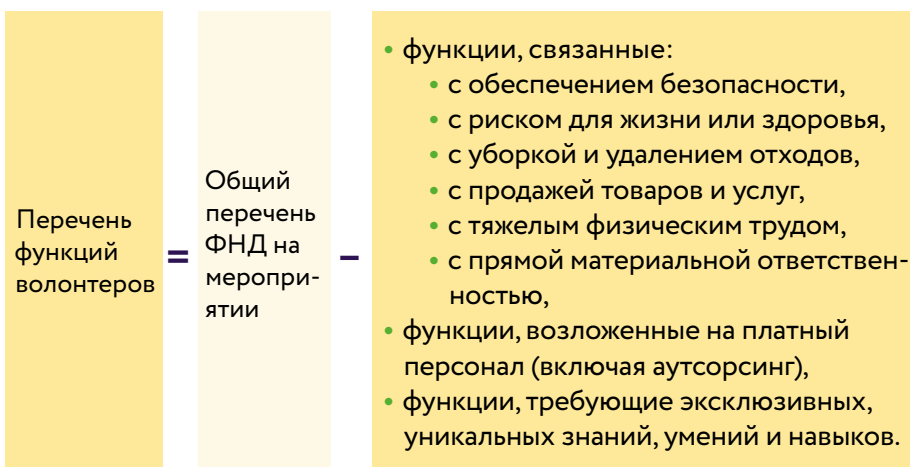 Перечень
функций
волонтеров
=
Общий
перечень
ФНД на
меропри-
ятии
–
• функции, связанные:
• с обеспечением безопасности,
• с риском для жизни или здоровья,
• с уборкой и удалением отходов,
• с продажей товаров и услуг,
• с тяжелым физическим трудом,
• с прямой материальной ответствен-
ностью,
• функции, возложенные на платный
персонал (включая аутсорсинг),
• функции, требующие эксклюзивных,
уникальных знаний, умений и навыков.